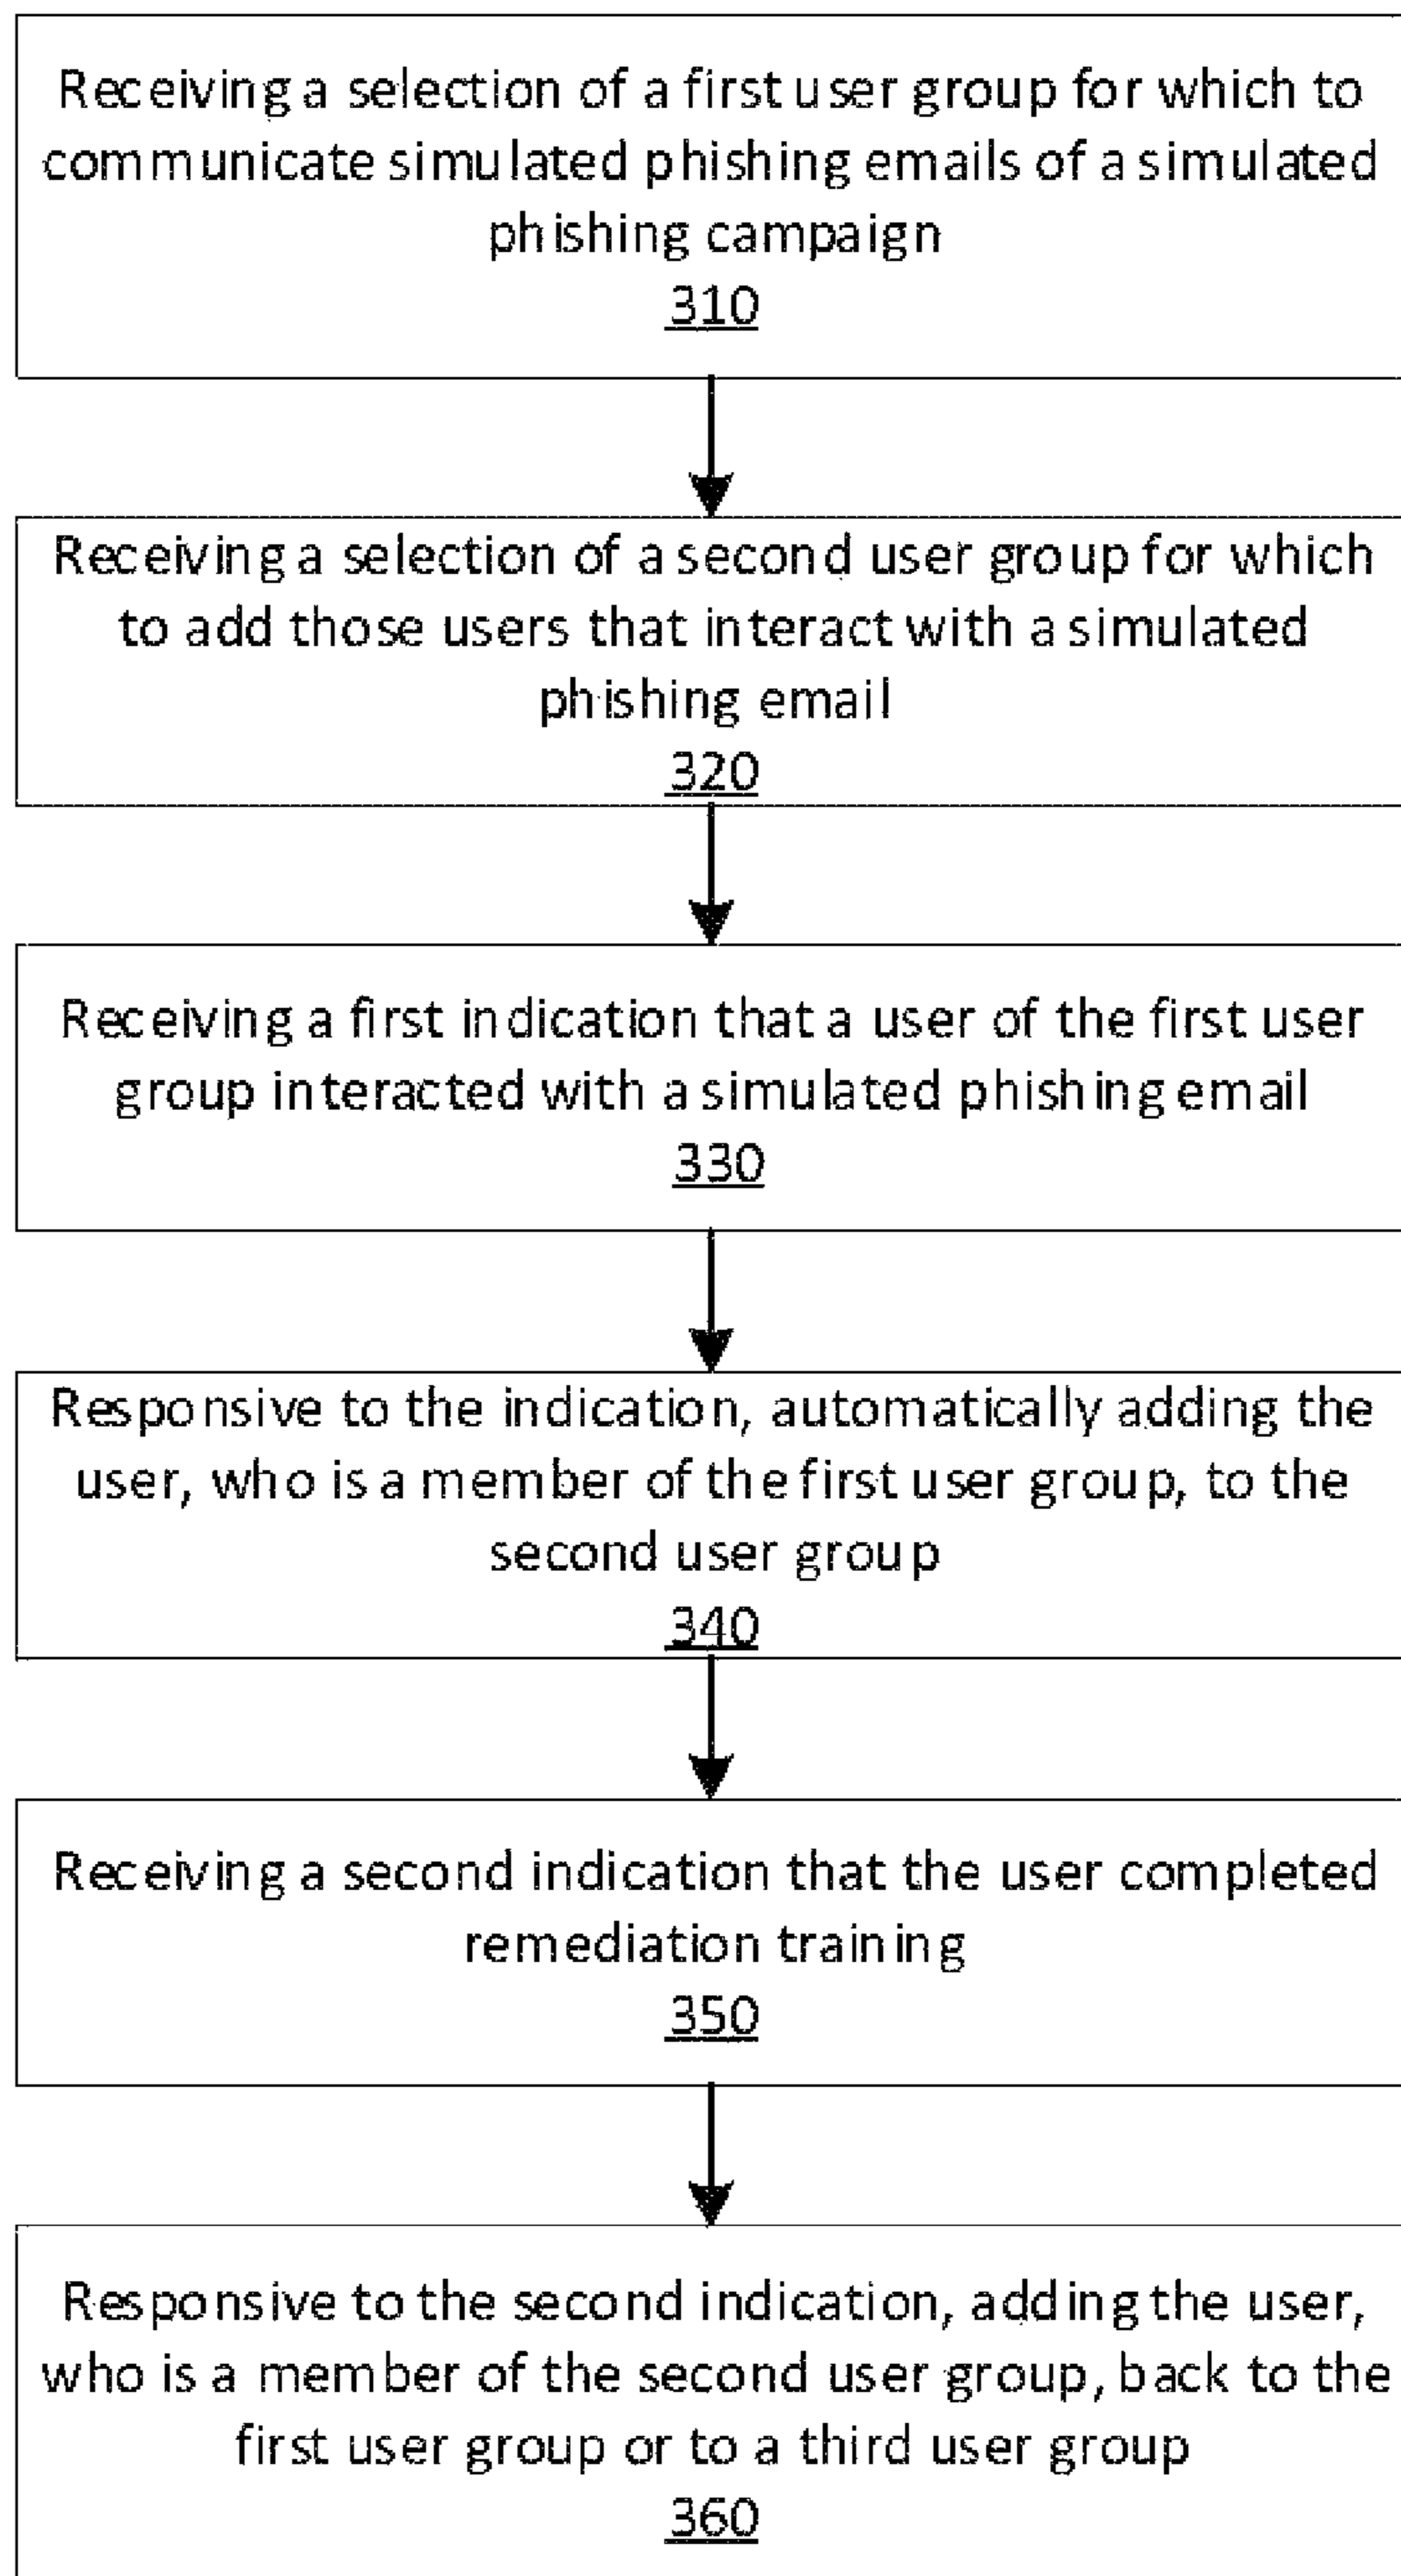 Receiving a selection of a first user group for which to
communicate simulated phishing emails of a simulated
phishing campaign
310
Receiving a selection of a second user group for which
to add those users that interact with a simulated
phishing email
320
Receiving a first indication that a user of the first user
group interacted with a simulated phishing email
330
Responsive to the indication, automatically adding the
user, who is a member of the first user group, to the
second user group
340
Receiving a second indication that the user completed
remediation training
350
Responsive to the second indication, adding the user,
who is a member of the second user group, back to the
first user group or to a third user group
360